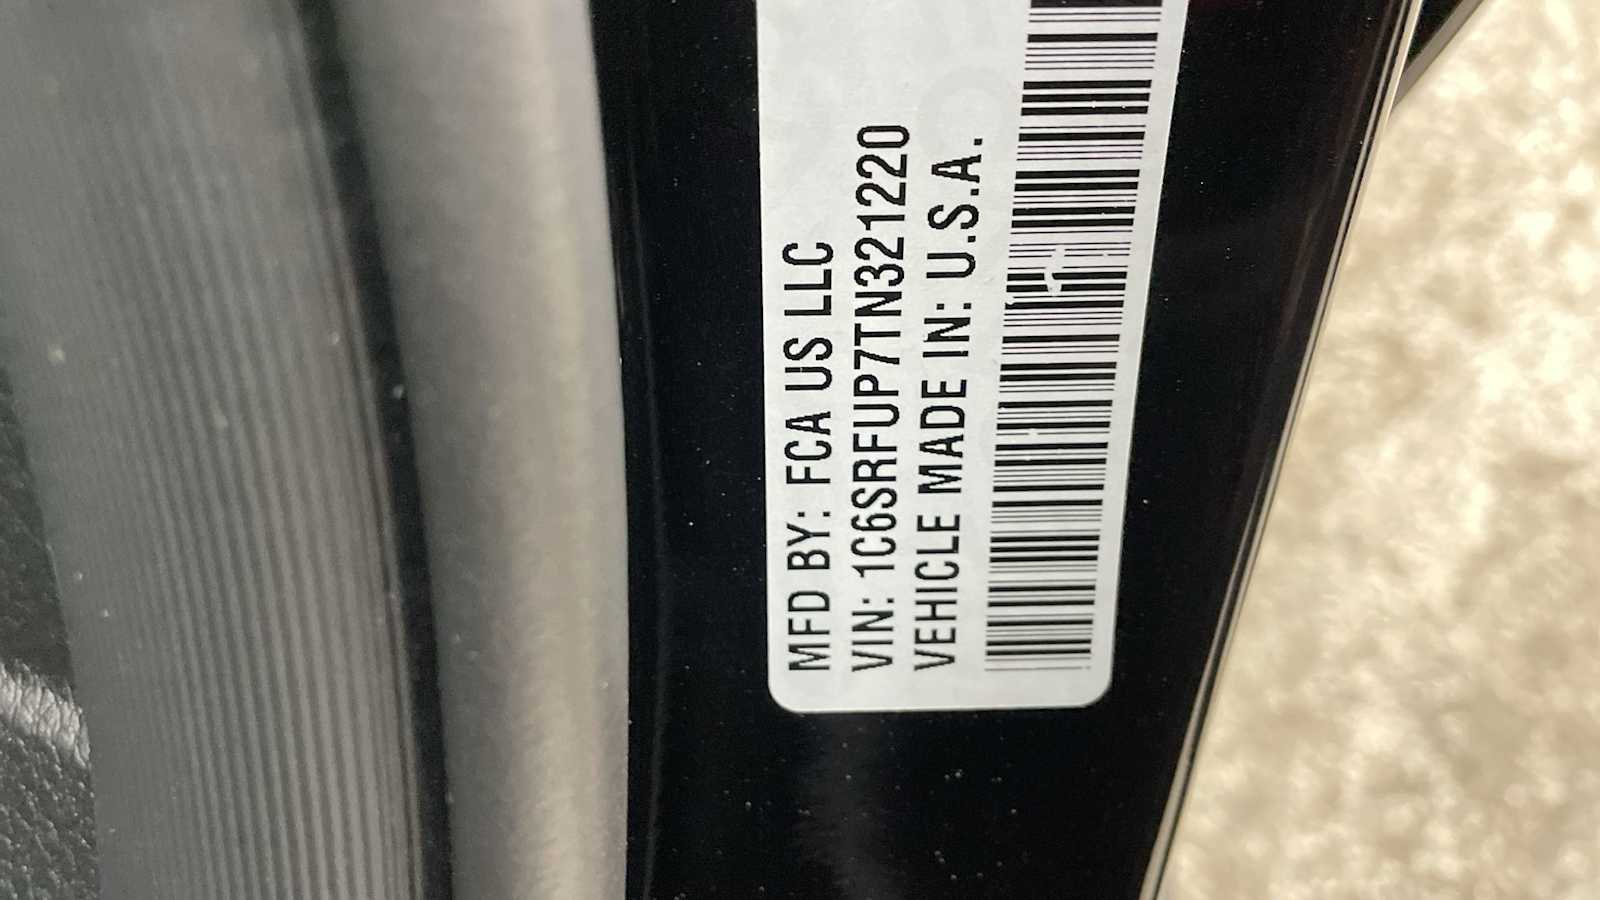 MFD BY: FCA US LLC
VIN: 1C6SRFUP7TN321220
VEHICLE MADE IN: U.S.A.